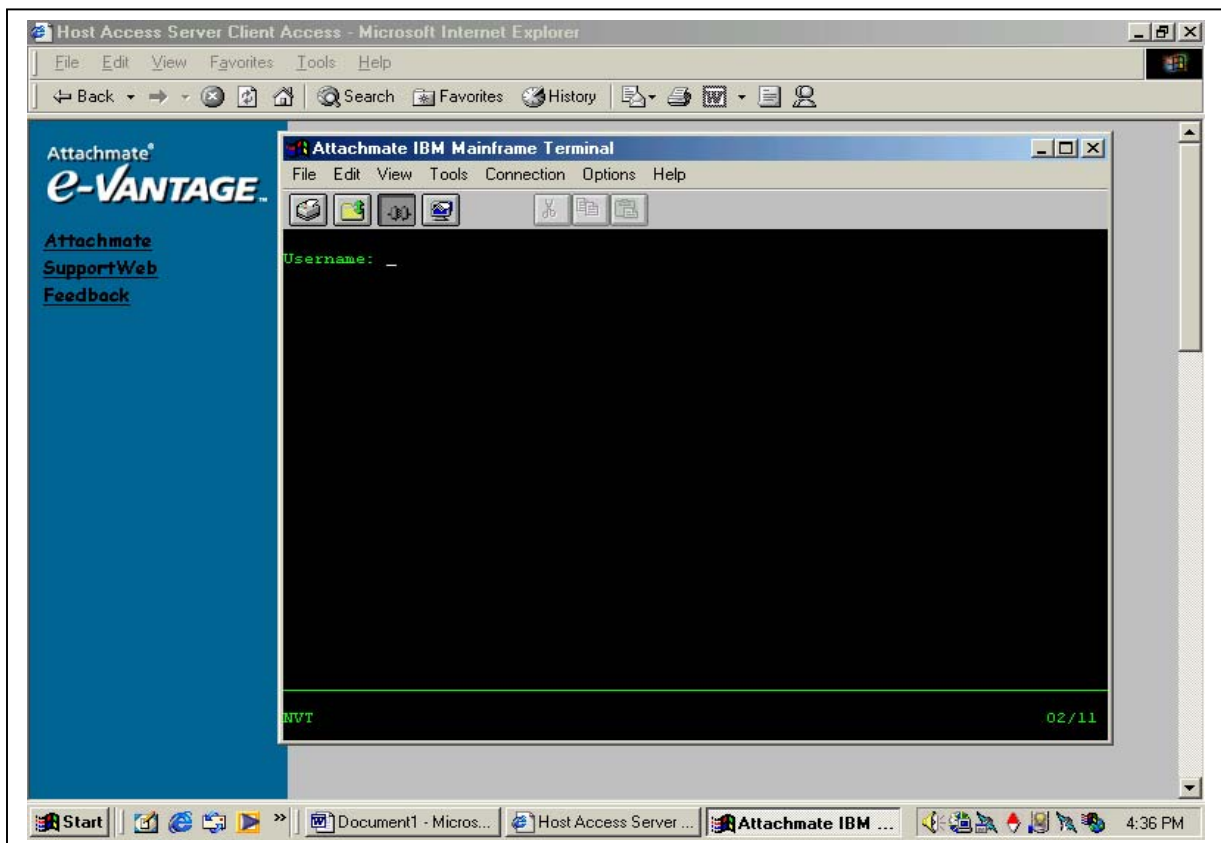 Host Access Server Client Access - Microsoft Internet Explorer
File Edit View Favorites Tools Help
Back Search Favorites History
Attachmate®
e-VANTAGE™
Attachmate
SupportWeb
Feedback
Attachmate IBM Mainframe Terminal
File Edit View Tools Connection Options Help
Username: _
NVT 02/11
Start » Document1 - Micros... Host Access Server ... Attachmate IBM ... 4:36 PM